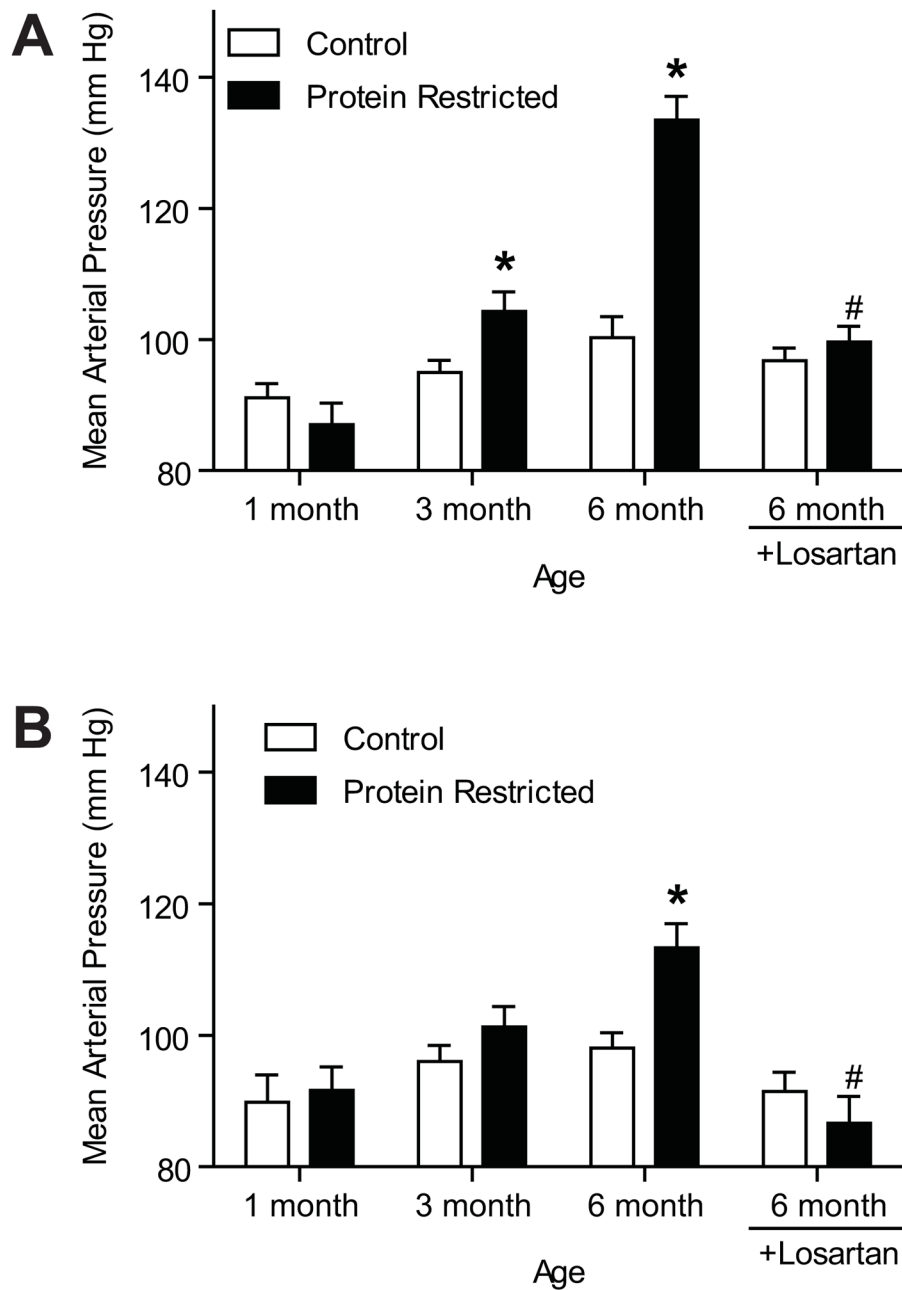 A
Mean Arterial Pressure (mm Hg)
Control
Protein Restricted
140
120
100
80
*
*
#
1 month 3 month 6 month 6 month
+Losartan
Age
B
Mean Arterial Pressure (mm Hg)
Control
Protein Restricted
140
120
100
80
*
#
1 month 3 month 6 month 6 month
+Losartan
Age